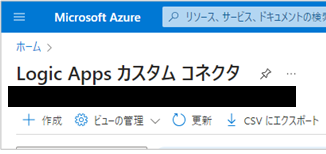 Microsoft Azure
リソース、サービス、ドキュメントの検
ホーム
Logic Apps カスタム コネクタ
作成 ビューの管理 更新 CSV にエクスポート